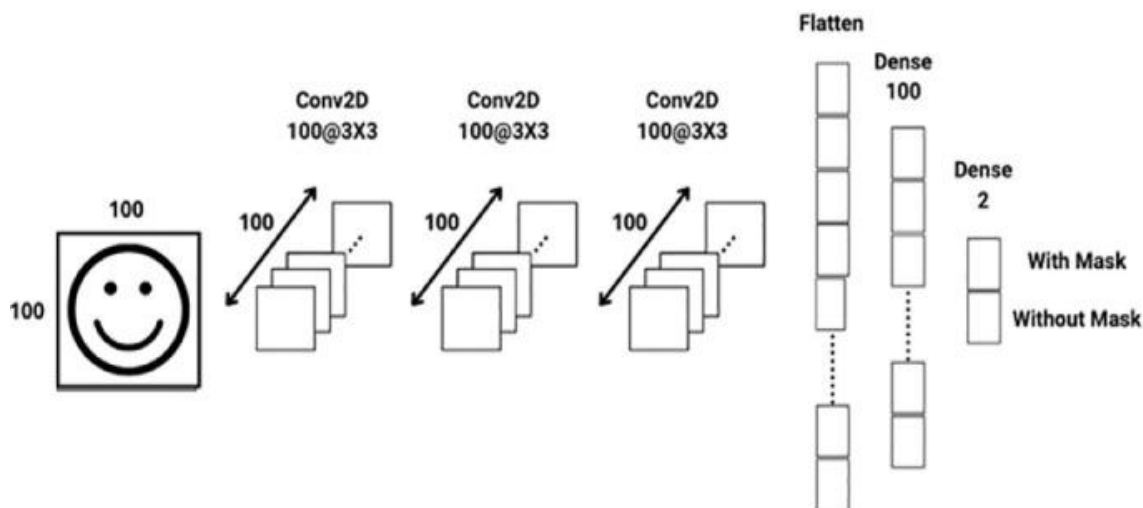 100
100
Conv2D
100@3X3
100
Conv2D
100@3X3
100
Conv2D
100@3X3
100
Flatten
Dense
100
Dense
2
With Mask
Without Mask